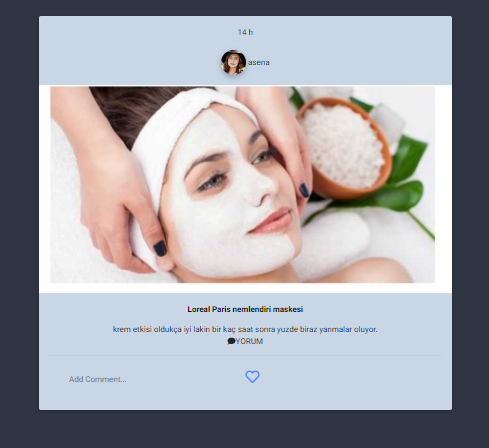 14 h
asena
Loreal Paris nemlendiri maskesi
krem etkisi oldukça iyi lakin bir kaç saat sonra yuzde biraz yanmalar oluyor.
YORUM
Add Comment...